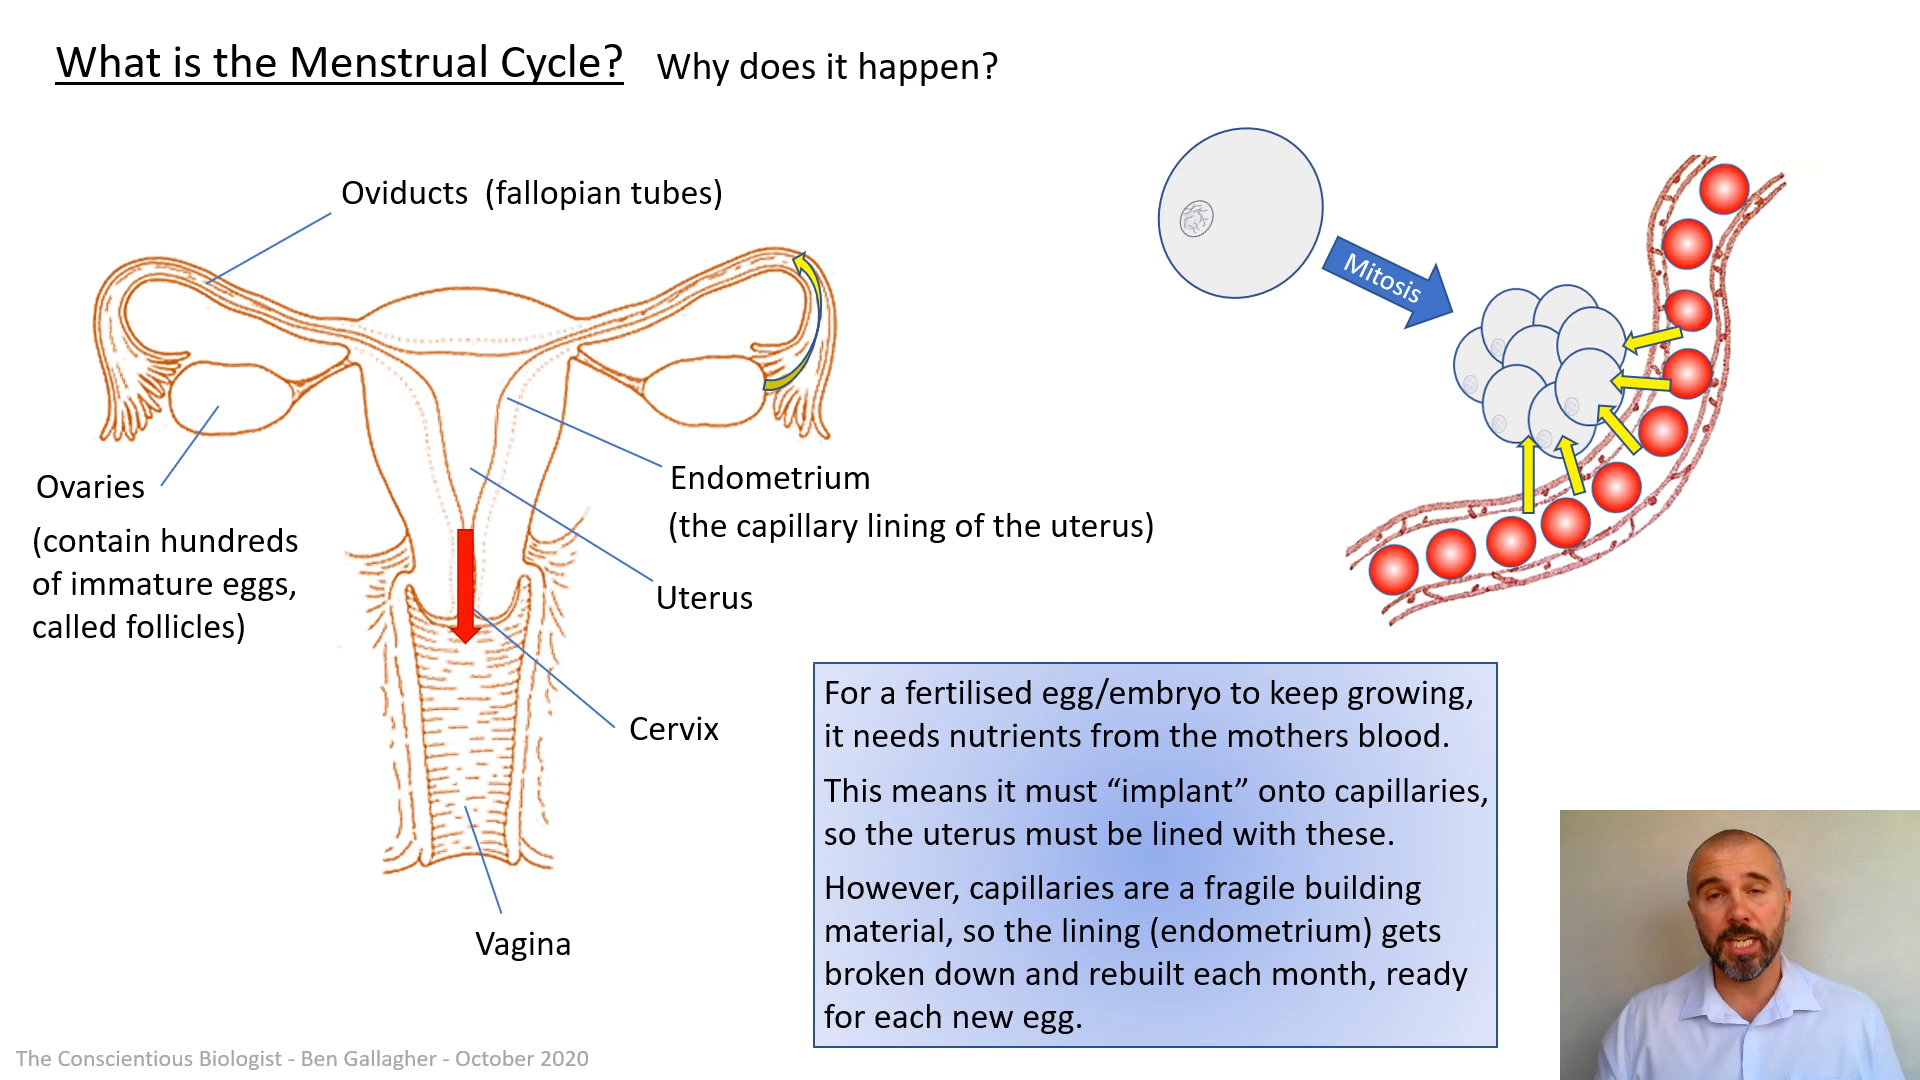 What is the Menstrual Cycle? Why does it happen?
Oviducts (fallopian tubes)
Mitosis
Ovaries
(contain hundreds
of immature eggs,
called follicles)
Endometrium
(the capillary lining of the uterus)
Uterus
Cervix
Vagina
For a fertilised egg/embryo to keep growing,
it needs nutrients from the mothers blood.
This means it must “implant” onto capillaries,
so the uterus must be lined with these.
However, capillaries are a fragile building
material, so the lining (endometrium) gets
broken down and rebuilt each month, ready
for each new egg.
The Conscientious Biologist - Ben Gallagher - October 2020